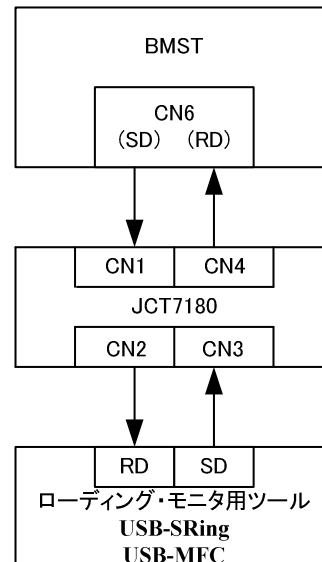 BMST
CN6
(SD) (RD)
CN1 CN4
JCT7180
CN2 CN3
RD SD
ローディング・モニタ用ツール
USB-SRing
USB-MFC